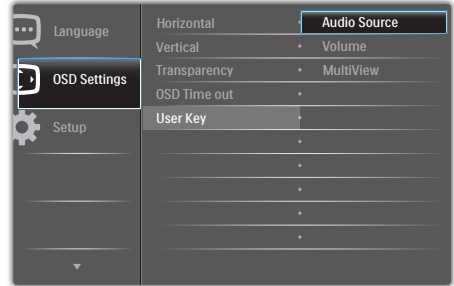 Language
OSD Settings
Setup
Horizontal
Vertical
Transparency
OSD Time out
User Key
Audio Source
Volume
MultiView